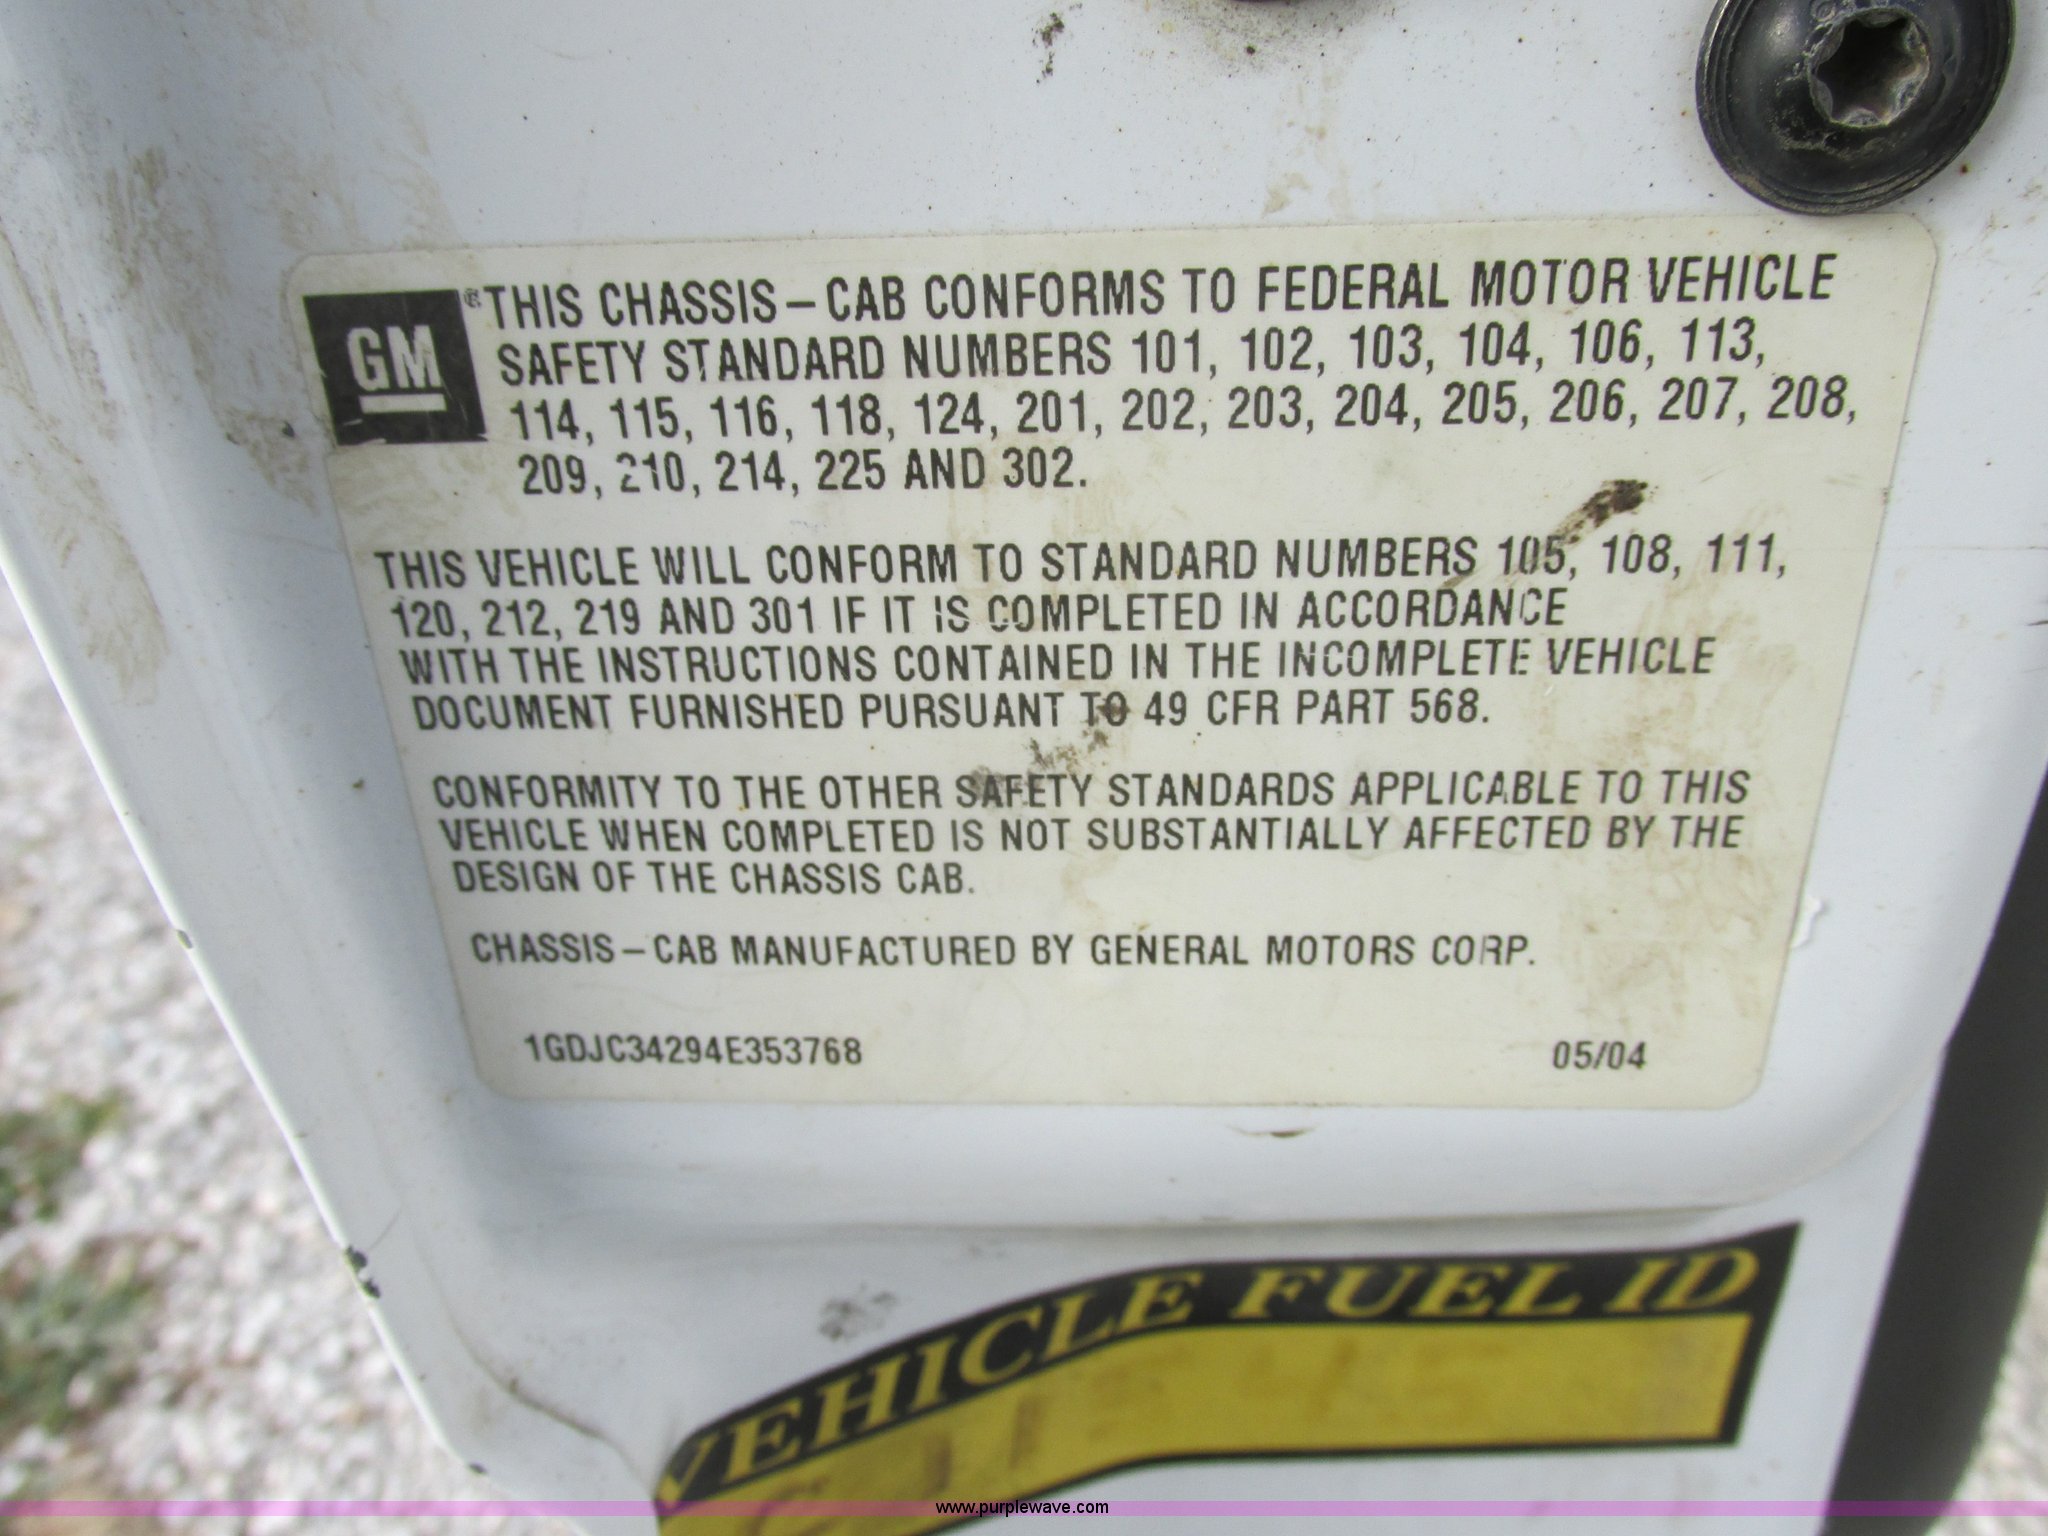 GM
® THIS CHASSIS – CAB CONFORMS TO FEDERAL MOTOR VEHICLE
SAFETY STANDARD NUMBERS 101, 102, 103, 104, 106, 113,
114, 115, 116, 118, 124, 201, 202, 203, 204, 205, 206, 207, 208,
209, 210, 214, 225 AND 302.
THIS VEHICLE WILL CONFORM TO STANDARD NUMBERS 105, 108, 111,
120, 212, 219 AND 301 IF IT IS COMPLETED IN ACCORDANCE
WITH THE INSTRUCTIONS CONTAINED IN THE INCOMPLETE VEHICLE
DOCUMENT FURNISHED PURSUANT TO 49 CFR PART 568.
CONFORMITY TO THE OTHER SAFETY STANDARDS APPLICABLE TO THIS
VEHICLE WHEN COMPLETED IS NOT SUBSTANTIALLY AFFECTED BY THE
DESIGN OF THE CHASSIS CAB.
CHASSIS – CAB MANUFACTURED BY GENERAL MOTORS CORP.
1GDJC34294E353768 05/04
VEHICLE FUEL ID
www.purplewave.com